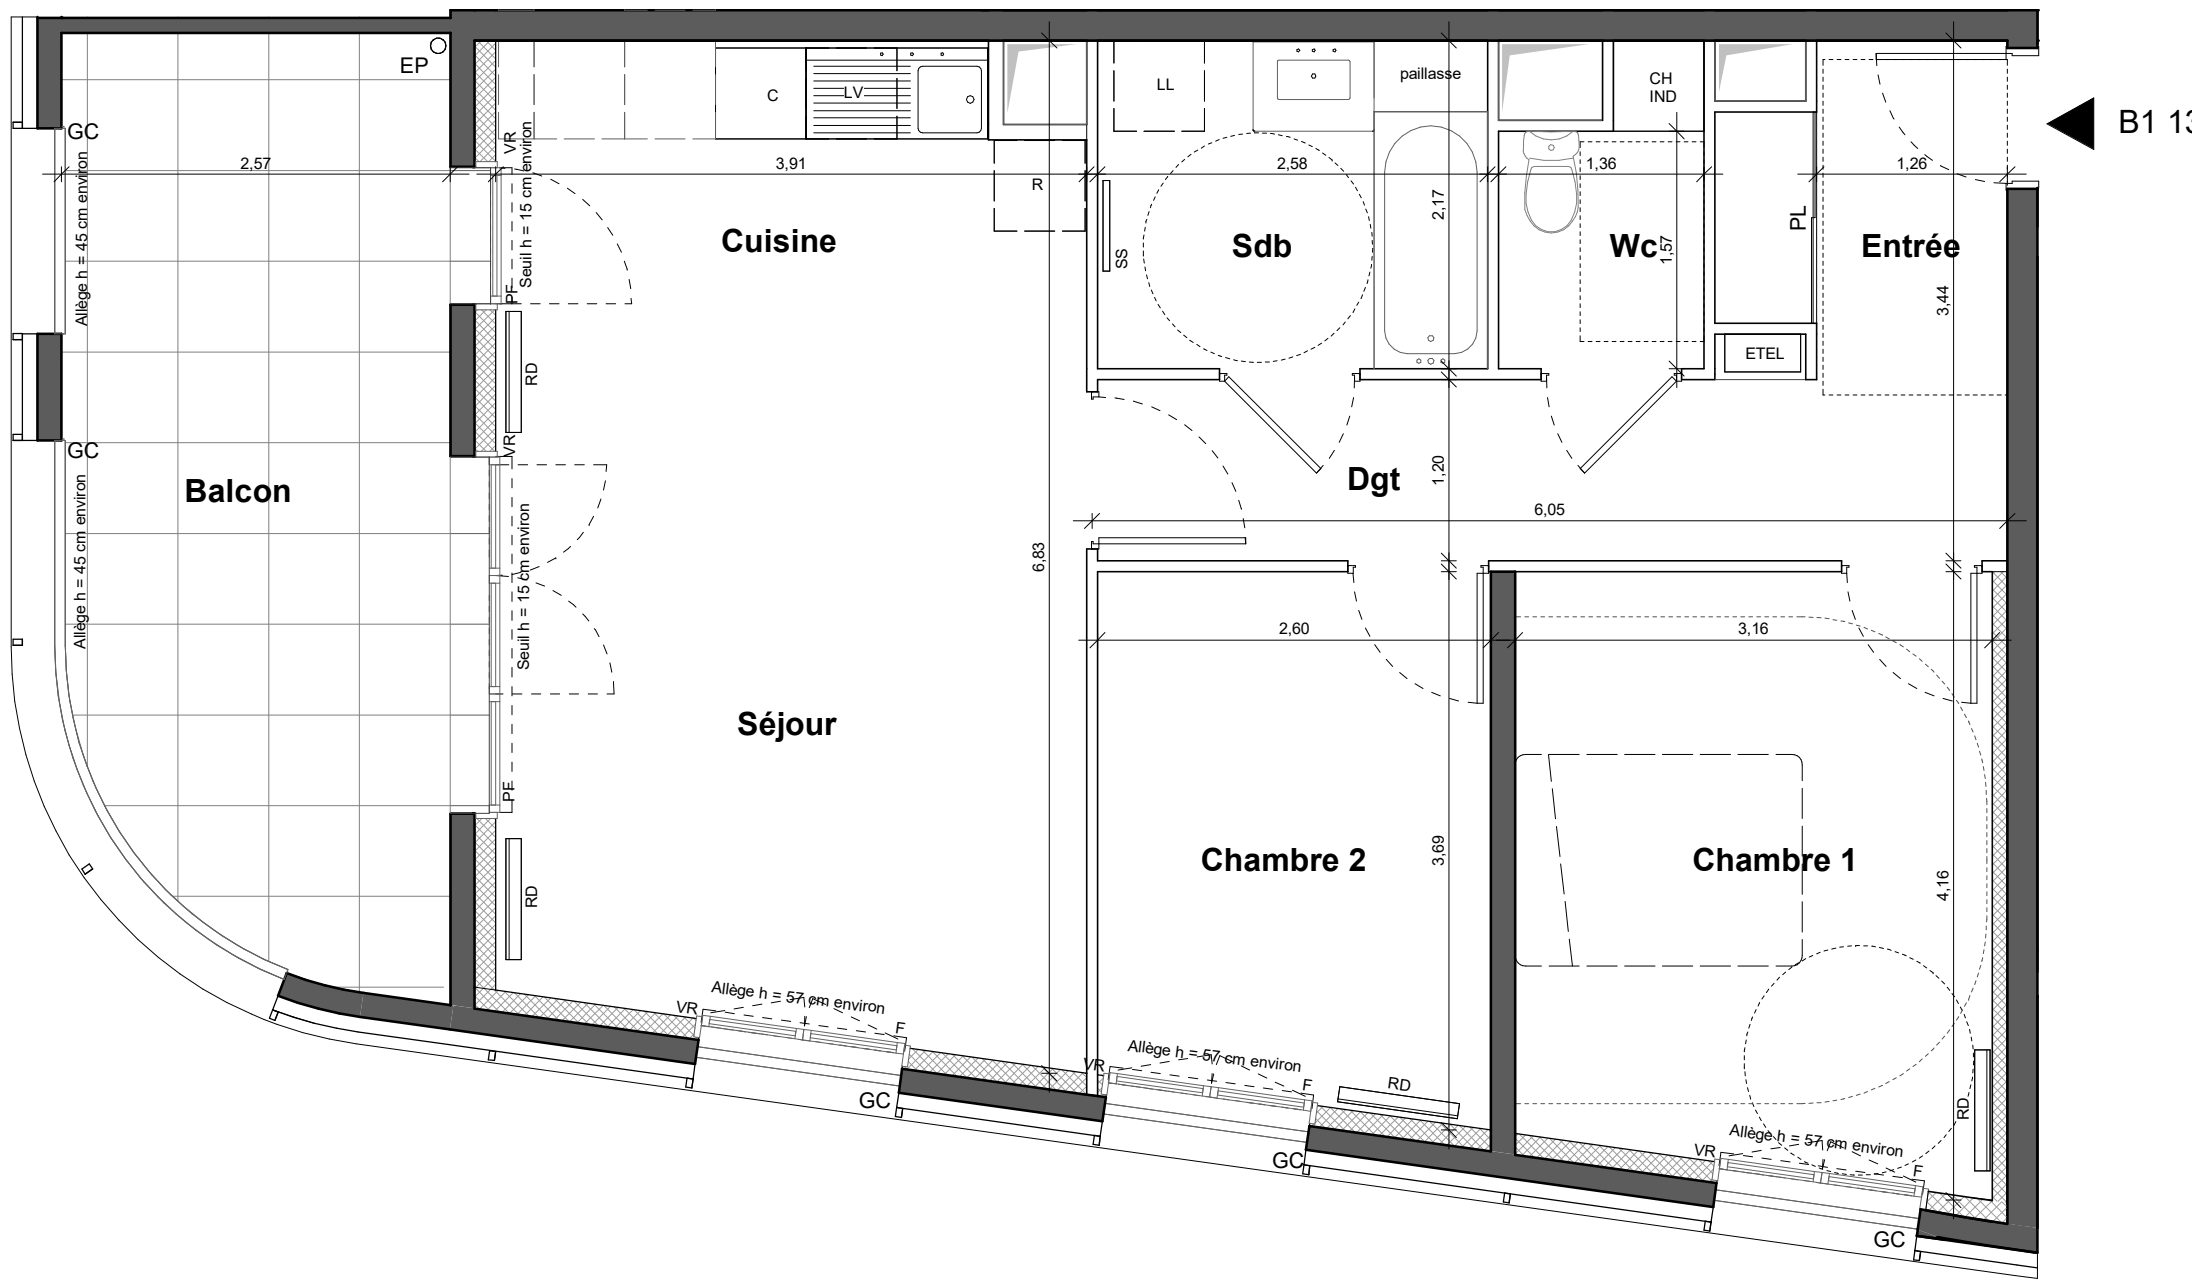 EP
C
LV
LL
paillasse
CH
IND
B1 13
GC
VR
2,57
3,91
R
2,58
1,36
1,26
Allège h = 45 cm environ
Seuil h = 15 cm environ
PF
Cuisine
SS
Sdb
2,17
Wc
1,57
PL
Entrée
3,44
ETEL
RD
VR
GC
Balcon
Allège h = 45 cm environ
Seuil h = 15 cm environ
Dgt
1,20
6,05
6,83
2,60
3,16
Séjour
PF
RD
Chambre 2
3,69
Chambre 1
4,16
VR
Allège h = 57 cm environ
F
GC
VR
Allège h = 57 cm environ
F
RD
GC
VR
Allège h = 57 cm environ
F
RD
GC